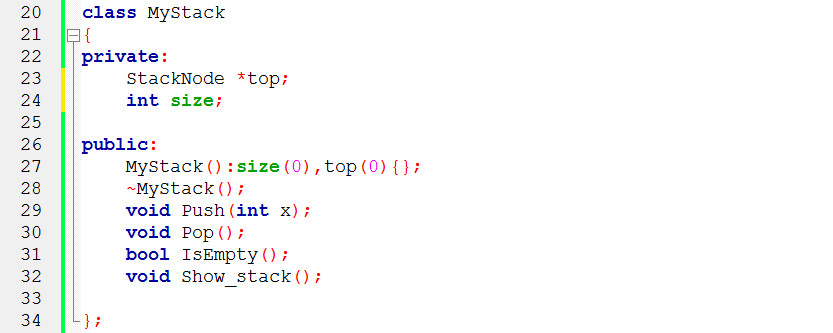 20 class MyStack
21 {
22 private:
23     StackNode *top;
24     int size;
25
26 public:
27     MyStack():size(0),top(0){};
28     ~MyStack();
29     void Push(int x);
30     void Pop();
31     bool IsEmpty();
32     void Show_stack();
33
34 };